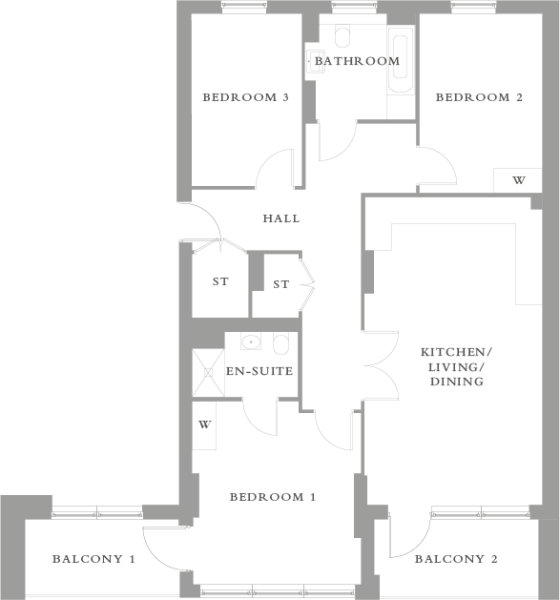 BATHROOM
BEDROOM 3
BEDROOM 2
W
HALL
ST
ST
KITCHEN/
LIVING/
DINING
EN-SUITE
W
BEDROOM 1
BALCONY 1
BALCONY 2